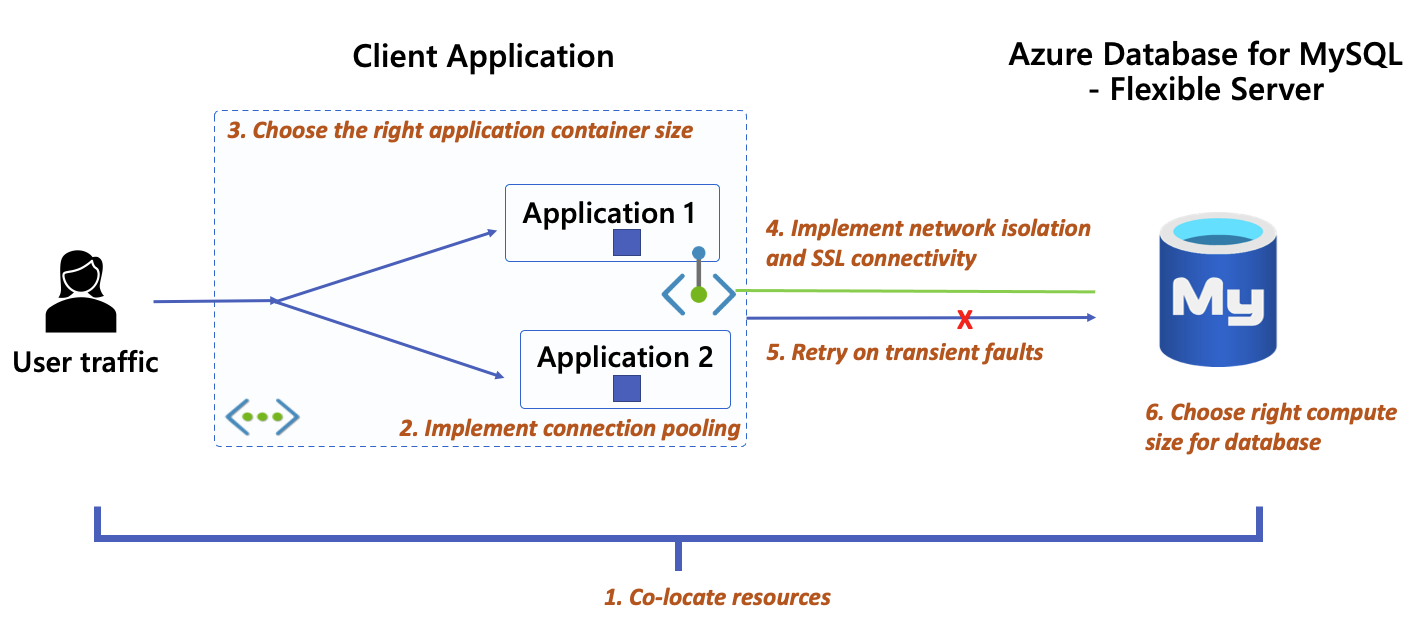 Client Application
Azure Database for MySQL
- Flexible Server
3. Choose the right application container size
Application 1
4. Implement network isolation
and SSL connectivity
My
X
User traffic
Application 2
5. Retry on transient faults
2. Implement connection pooling
6. Choose right compute
size for database
1. Co-locate resources